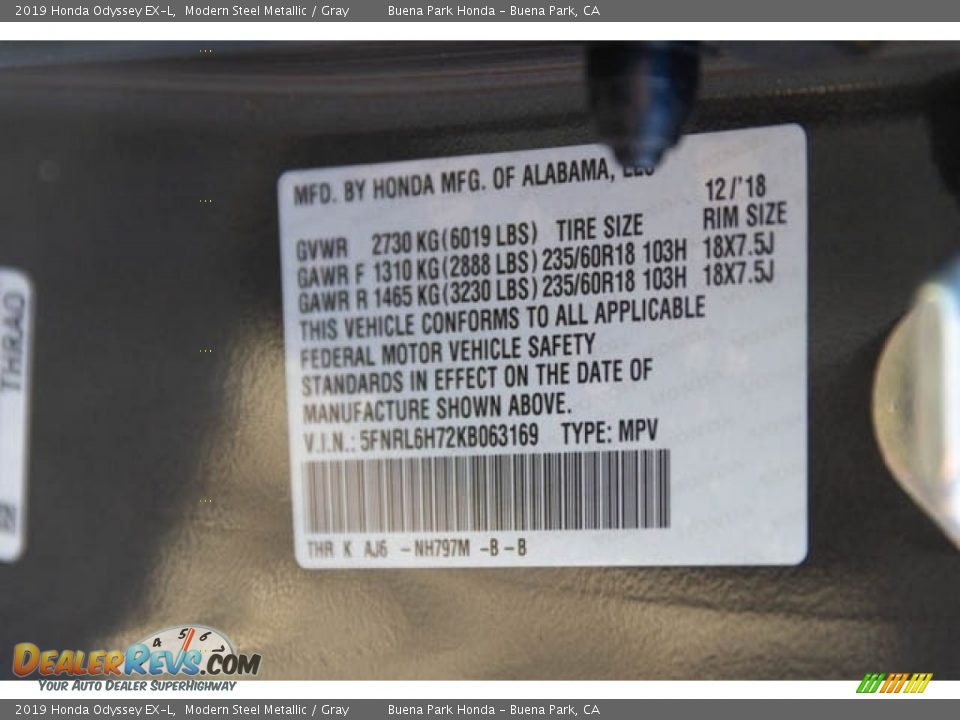 2019 Honda Odyssey EX-L, Modern Steel Metallic / Gray Buena Park Honda - Buena Park, CA
MFD. BY HONDA MFG. OF ALABAMA, LLC
12/'18
GVWR 2730 KG(6019 LBS) TIRE SIZE RIM SIZE
GAWR F 1310 KG(2888 LBS) 235/60R18 103H 18X7.5J
GAWR R 1465 KG(3230 LBS) 235/60R18 103H 18X7.5J
THIS VEHICLE CONFORMS TO ALL APPLICABLE
FEDERAL MOTOR VEHICLE SAFETY
STANDARDS IN EFFECT ON THE DATE OF
MANUFACTURE SHOWN ABOVE.
V.I.N.: 5FNRL6H72KB063169 TYPE: MPV
THR K AJ6 -NH797M -B-B
THRAO
4 5 6
DEALERREVS.COM
YOUR AUTO DEALER SUPERHIGHWAY
2019 Honda Odyssey EX-L, Modern Steel Metallic / Gray Buena Park Honda - Buena Park, CA